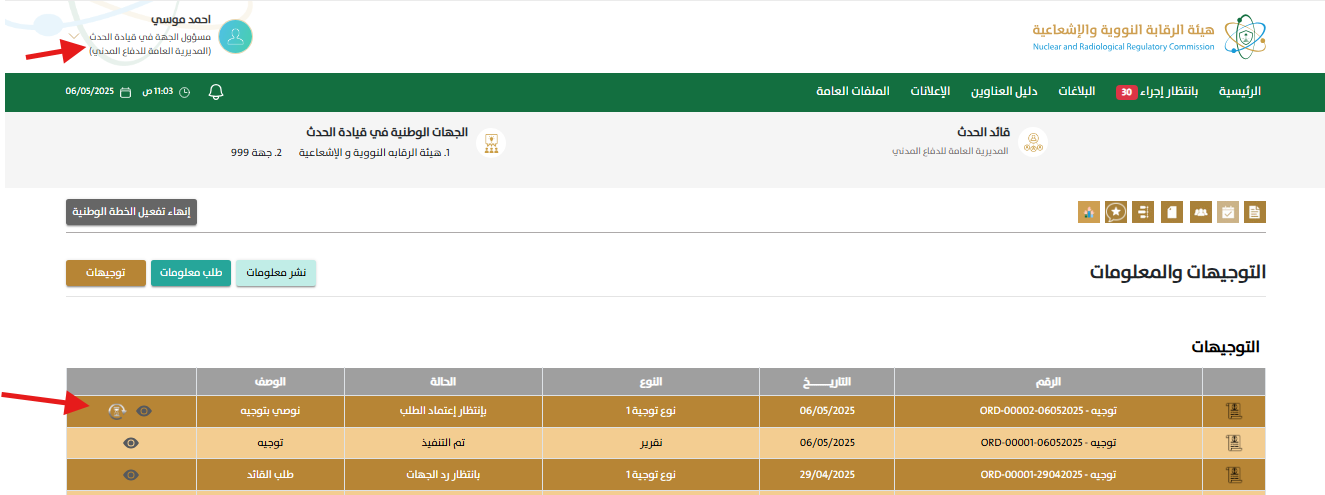 هيئة الرقابة النووية والإشعاعية
Nuclear and Radiological Regulatory Commission
احمد موسي
مسؤول الجهة في قيادة الحدث
(المديرية العامة للدفاع المدني)
الرئيسية بانتظار إجراء 30 البلاغات دليل العناوين الإعلانات الملفات العامة 11:03 ص 06/05/2025
قائد الحدث
المديرية العامة للدفاع المدني
الجهات الوطنية في قيادة الحدث
1. هيئة الرقابه النووية و الإشعاعية 2. جهة 999
إنهاء تفعيل الخطة الوطنية
التوجيهات والمعلومات
نشر معلومات طلب معلومات توجيهات
التوجيهات
الرقم التاريـــــخ النوع الحالة الوصف
توجيه - ORD-00002-06052025 06/05/2025 نوع توجية 1 بإنتظار إعتماد الطلب نوصي بتوجيه
توجيه - ORD-00001-06052025 06/05/2025 تقرير تم التنفيذ توجيه
توجيه - ORD-00001-29042025 29/04/2025 نوع توجية 1 بانتظار رد الجهات طلب القائد